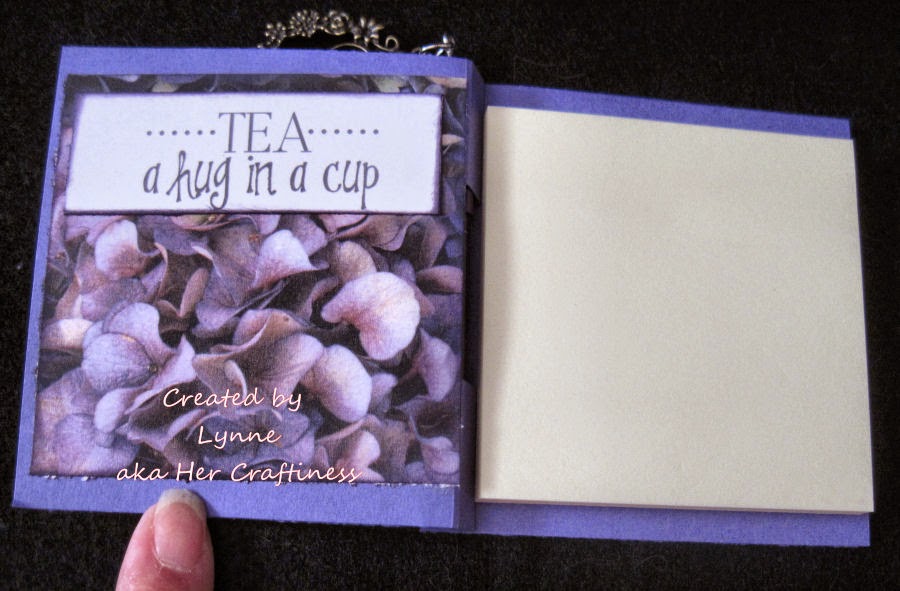 ......TEA......
a hug in a cup
Created by
Lynne
aka Her Craftiness